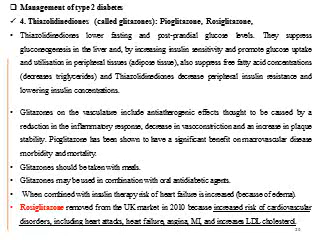 ❑ Management of type 2 diabetes
✓ 4. Thiazolidinediones (called glitazones): Pioglitazone, Rosiglitazone,
• Thiazolidinediones lower fasting and post-prandial glucose levels. They suppress
gluconeogenesis in the liver and, by increasing insulin sensitivity and promote glucose uptake
and utilisation in peripheral tissues (adipose tissue), also suppress free fatty acid concentrations
(decreases triglycerides) and Thiazolidinediones decrease peripheral insulin resistance and
lowering insulin concentrations.
• Glitazones on the vasculature include antiatherogenic effects thought to be caused by a
reduction in the inflammatory response, decrease in vasoconstriction and an increase in plaque
stability. Pioglitazone has been shown to have a significant benefit on macrovascular disease
morbidity and mortality.
• Glitazones should be taken with meals.
• Glitazones may be used in combination with oral antidiabetic agents.
• When combined with insulin therapy risk of heart failure is increased (because of edema).
• Rosiglitazone removed from the UK market in 2010 because increased risk of cardiovascular
disorders, including heart attacks, heart failure, angina, MI, and increases LDL cholesterol.